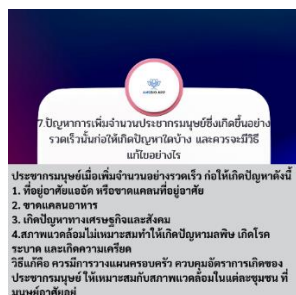 7.ปัญหาการเพิ่มจำนวนประชากรมนุษย์ซึ่งเกิดขึ้นอย่าง
รวดเร็วนั้นก่อให้เกิดปัญหาใดบ้าง และควรจะมีวิธี
แก้ไขอย่างไร
ประชากรมนุษย์เมื่อเพิ่มจำนวนอย่างรวดเร็ว ก่อให้เกิดปัญหาดังนี้
1. ที่อยู่อาศัยแออัด หรือขาดแคลนที่อยู่อาศัย
2. ขาดแคลนอาหาร
3. เกิดปัญหาทางเศรษฐกิจและสังคม
4.สภาพแวดล้อมไม่เหมาะสมทำให้เกิดปัญหามลพิษ เกิดโรค
ระบาด และเกิดความเครียด
วิธีแก้คือ ควรมีการวางแผนครอบครัว ควบคุมอัตราการเกิดของ
ประชากรมนุษย์ ให้เหมาะสมกับสภาพแวดล้อมในแต่ละชุมชน ที่
มนุษย์อาศัยอยู่